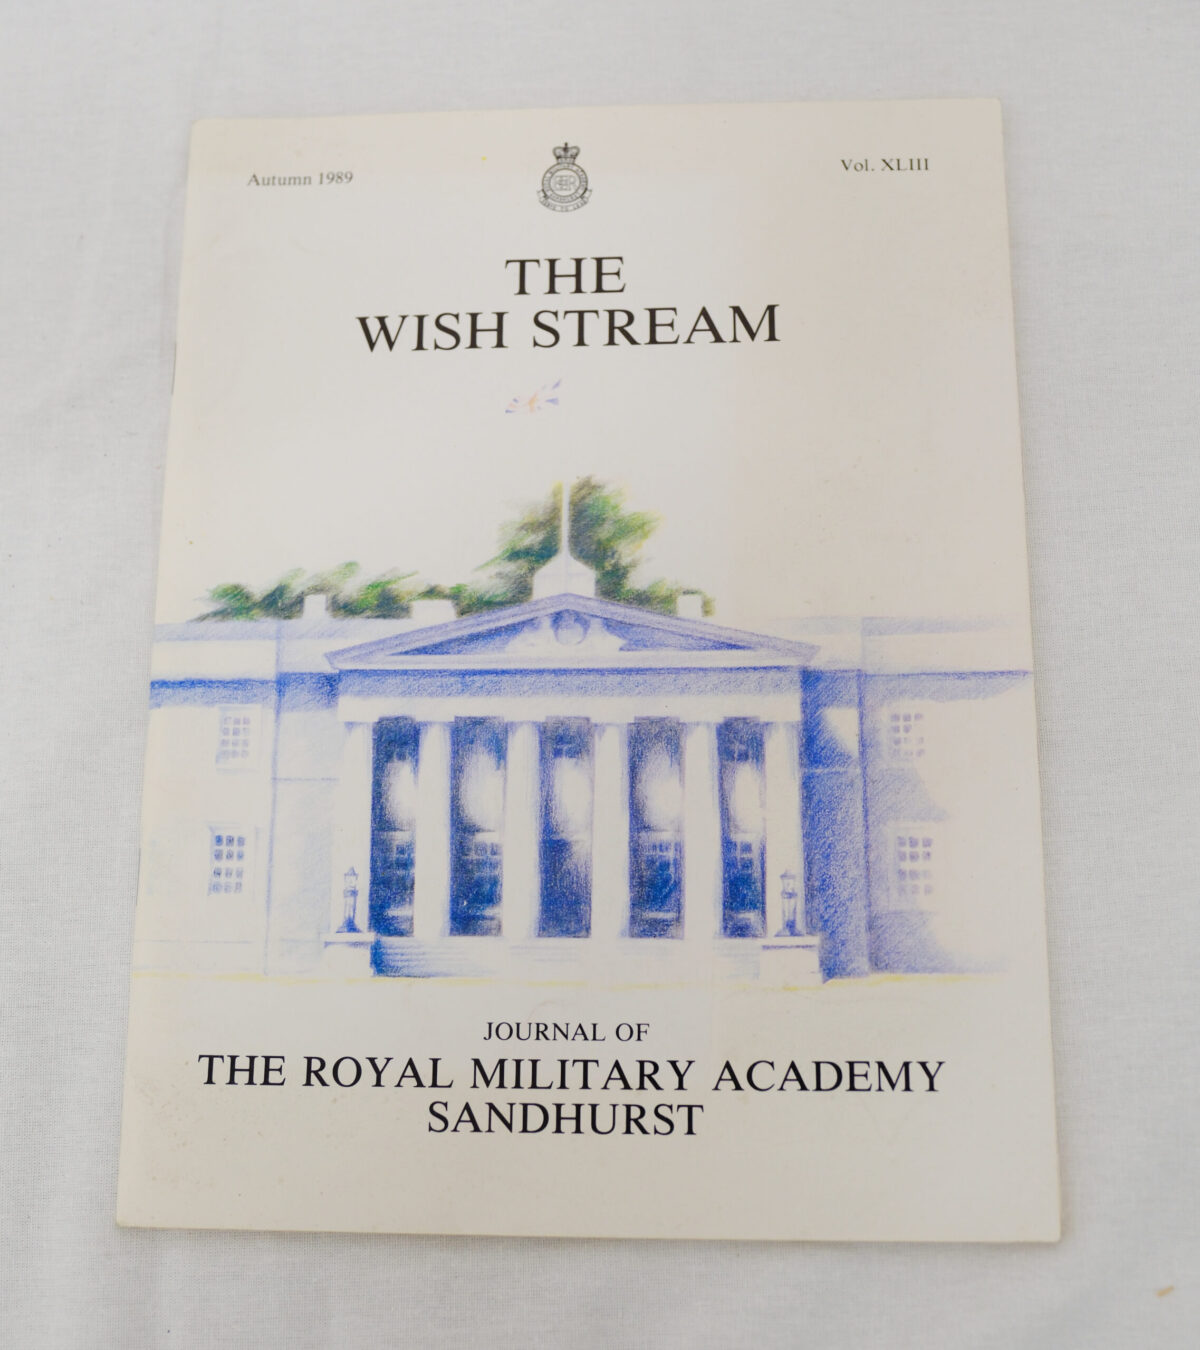 Autumn 1989
Vol. XLIII
THE
WISH STREAM
JOURNAL OF
THE ROYAL MILITARY ACADEMY
SANDHURST